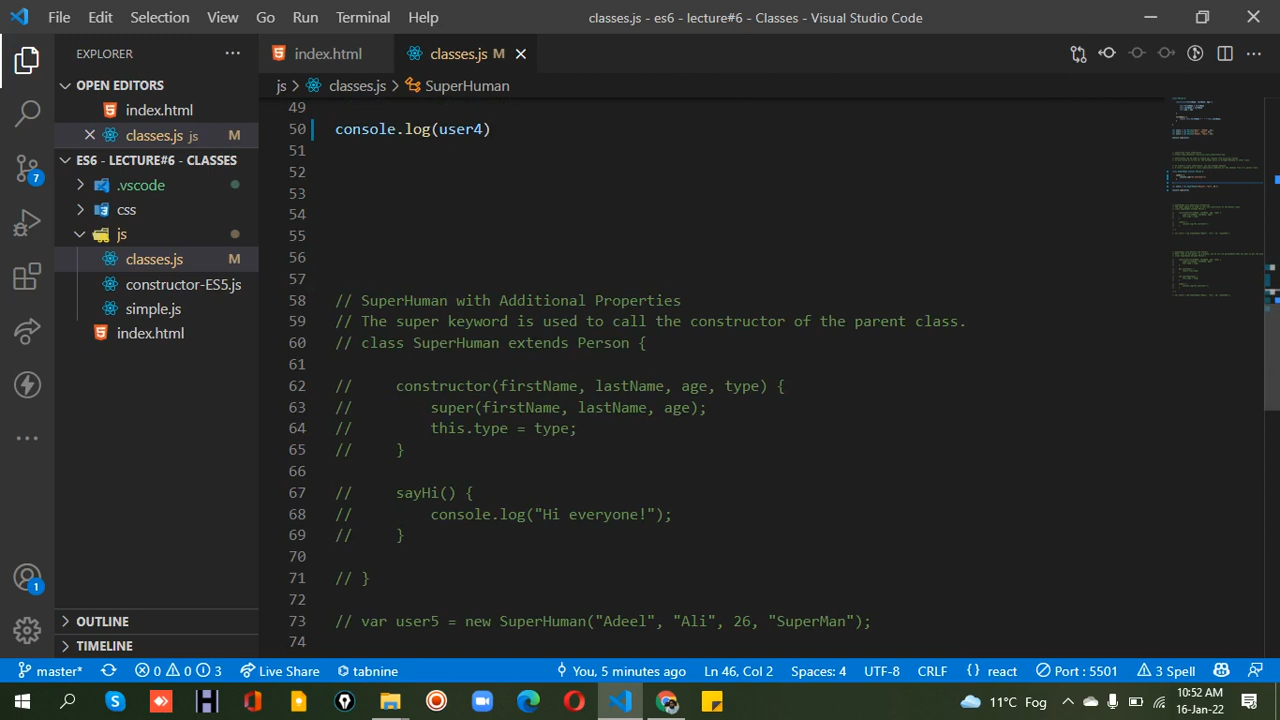 File Edit Selection View Go Run Terminal Help classes.js - es6 - lecture#6 - Classes - Visual Studio Code
EXPLORER
index.html classes.js M
OPEN EDITORS
js > classes.js > SuperHuman
index.html
classes.js js M
ES6 - LECTURE#6 - CLASSES
.vscode
css
js
classes.js M
constructor-ES5.js
simple.js
index.html
OUTLINE
TIMELINE
7
1
49
50 console.log(user4)
51
52
53
54
55
56
57
58 // SuperHuman with Additional Properties
59 // The super keyword is used to call the constructor of the parent class.
60 // class SuperHuman extends Person {
61
62 //     constructor(firstName, lastName, age, type) {
63 //         super(firstName, lastName, age);
64 //         this.type = type;
65 //     }
66
67 //     sayHi() {
68 //         console.log("Hi everyone!");
69 //     }
70
71 // }
72
73 // var user5 = new SuperHuman("Adeel", "Ali", 26, "SuperMan");
74
master* 0 0 3 Live Share tabnine You, 5 minutes ago Ln 46, Col 2 Spaces: 4 UTF-8 CRLF { } react Port : 5501 3 Spell
11°C Fog 10:52 AM
16-Jan-22